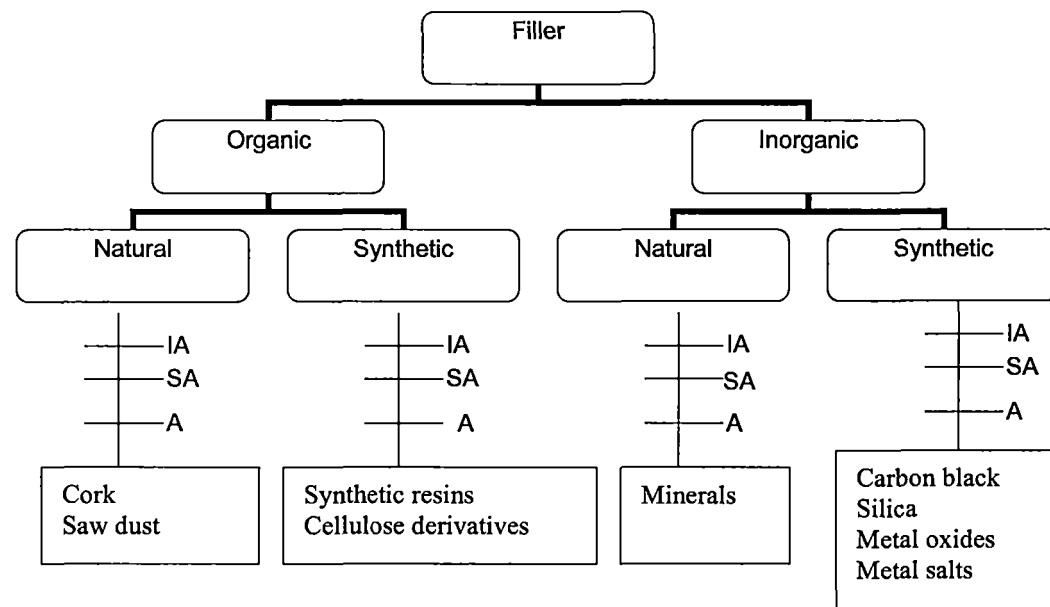 Filler
Organic
Inorganic
Natural
Synthetic
Natural
Synthetic
IA
SA
A
IA
SA
A
IA
SA
A
IA
SA
A
Cork
Saw dust
Synthetic resins
Cellulose derivatives
Minerals
Carbon black
Silica
Metal oxides
Metal salts